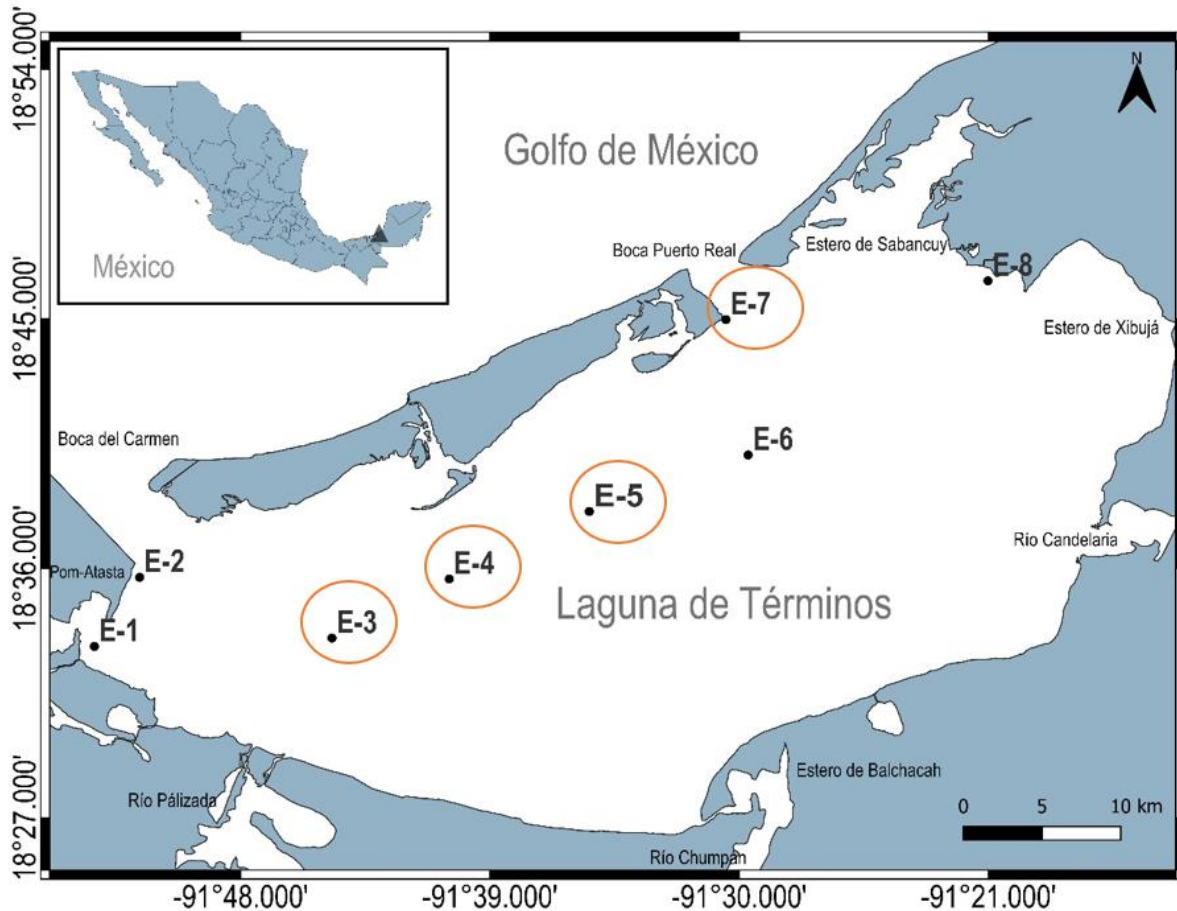 N
18°54.000'
Golfo de México
México
Boca Puerto Real
Estero de Sabancuy
E-8
E-7
18°45.000'
Estero de Xibujá
Boca del Carmen
E-6
E-5
Río Candelaria
18°36.000'
Pom-Atasta
E-2
E-4
Laguna de Términos
E-3
E-1
Estero de Balchacah
Río Pálizada
0 5 10 km
18°27.000'
Río Chumpán
-91°48.000'
-91°39.000'
-91°30.000'
-91°21.000'